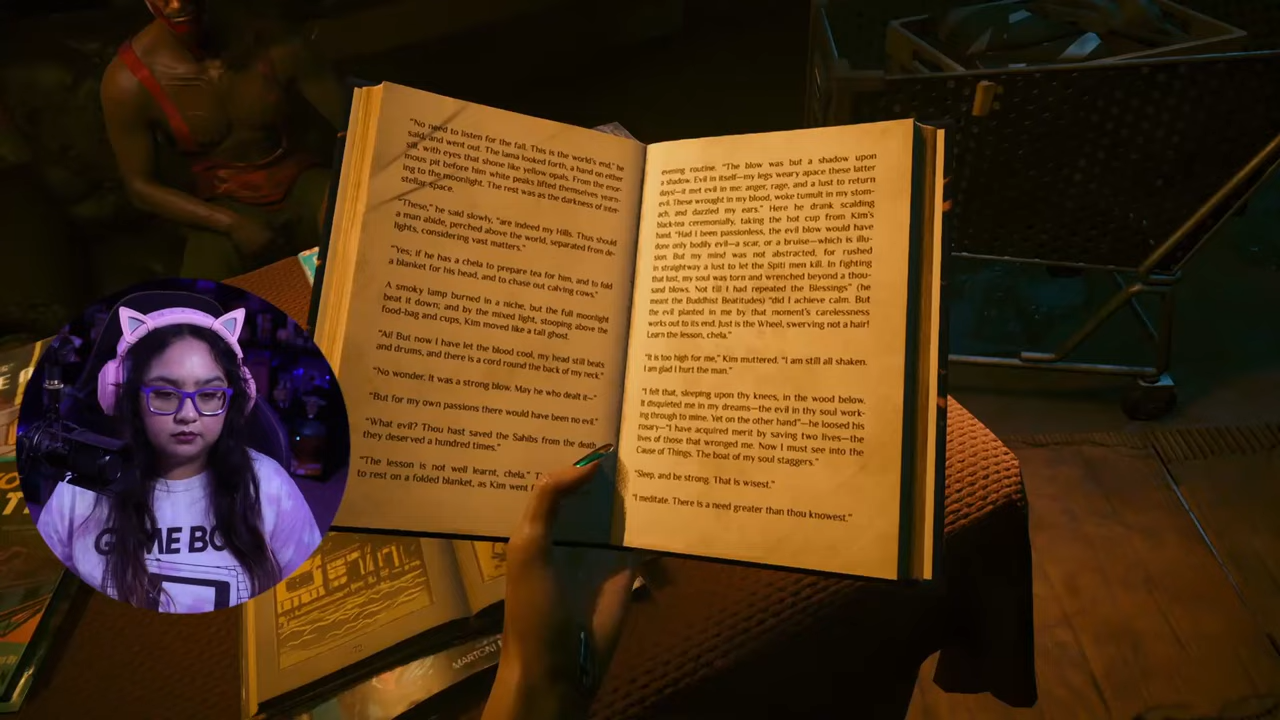 "No need to listen for the fall. This is the world's end," he
said, and went out. The lama looked forth, a hand on either
sill, with eyes that shone like yellow opals. From the enor-
mous pit before him white peaks lifted themselves yearn-
ing to the moonlight. The rest was as the darkness of inter-
stellar space.
"These," he said slowly, "are indeed my Hills. Thus should
a man abide, perched above the world, separated from de-
lights, considering vast matters."
"Yes; if he has a chela to prepare tea for him, and to fold
a blanket for his head, and to chase out calving cows."
A smoky lamp burned in a niche, but the full moonlight
beat it down; and by the mixed light, stooping above the
food-bag and cups, Kim moved like a tall ghost.
"Ai! But now I have let the blood cool, my head still beats
and drums, and there is a cord round the back of my neck."
"No wonder. It was a strong blow. May he who dealt it—"
"But for my own passions there would have been no evil."
"What evil? Thou hast saved the Sahibs from the death
they deserved a hundred times."
"The lesson is not well learnt, chela."
to rest on a folded blanket, as Kim went
evening routine. "The blow was but a shadow upon
a shadow. Evil in itself—my legs weary apace these latter
days!—it met evil in me: anger, rage, and a lust to return
evil. These wrought in my blood, woke tumult in my stom-
ach, and dazzled my ears." Here he drank scalding
black-tea ceremonially, taking the hot cup from Kim's
hand. "Had I been passionless, the evil blow would have
done only bodily evil—a scar, or a bruise—which is illu-
sion. But my mind was not abstracted, for rushed
in straightway a lust to let the Spiti men kill. In fighting
that lust, my soul was torn and wrenched beyond a thou-
sand blows. Not till I had repeated the Blessings" (he
meant the Buddhist Beatitudes) "did I achieve calm. But
the evil planted in me by that moment's carelessness
works out to its end. Just is the Wheel, swerving not a hair!
Learn the lesson, chela."
"It is too high for me," Kim muttered. "I am still all shaken.
I am glad I hurt the man."
"I felt that, sleeping upon thy knees, in the wood below.
It disquieted me in my dreams—the evil in thy soul work-
ing through to mine. Yet on the other hand"—he loosed his
rosary—"I have acquired merit by saving two lives—the
lives of those that wronged me. Now I must see into the
Cause of Things. The boat of my soul staggers."
"Sleep, and be strong. That is wisest."
"I meditate. There is a need greater than thou knowest."
GAME BO